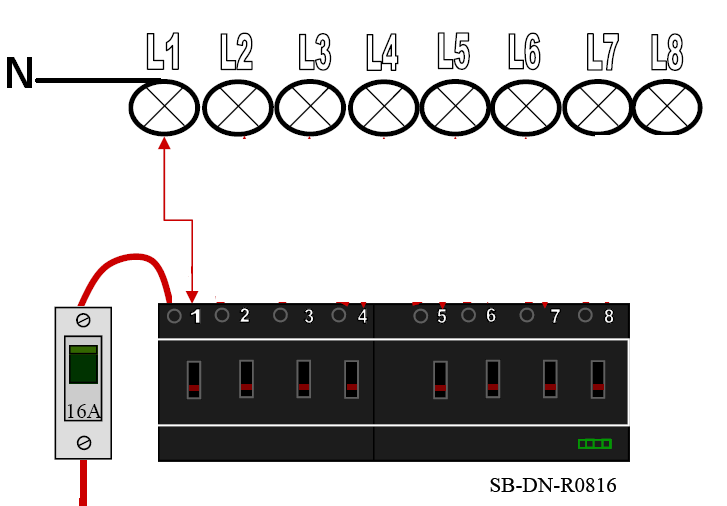 L1 L2 L3 L4 L5 L6 L7 L8
N
1 2 3 4 5 6 7 8
16A
SB-DN-R0816